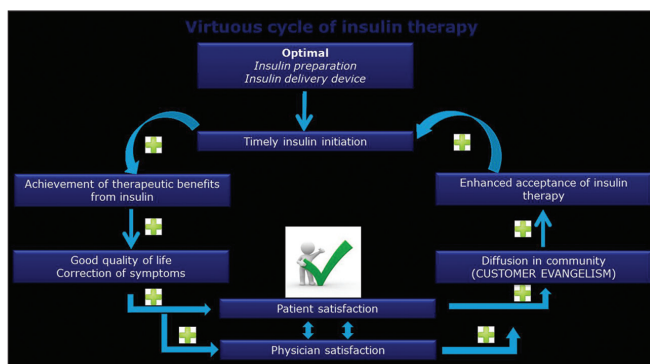 Virtuous cycle of insulin therapy
Optimal
Insulin preparation
Insulin delivery device
Timely insulin initiation
Achievement of therapeutic benefits
from insulin
Enhanced acceptance of insulin
therapy
Good quality of life
Correction of symptoms
Diffusion in community
(CUSTOMER EVANGELISM)
Patient satisfaction
Physician satisfaction